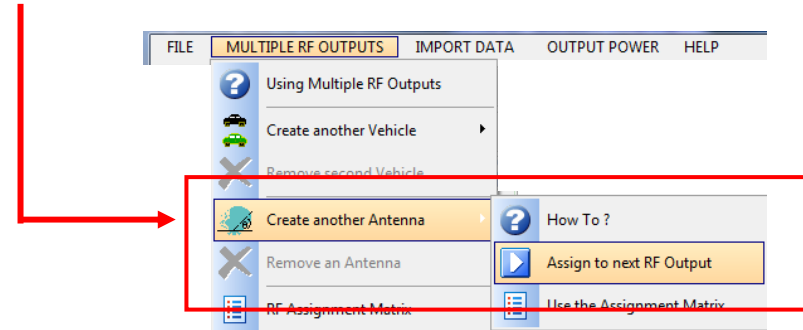 FILE MULTIPLE RF OUTPUTS IMPORT DATA OUTPUT POWER HELP
Using Multiple RF Outputs
Create another Vehicle
Remove second Vehicle
Create another Antenna
How To ?
Remove an Antenna
Assign to next RF Output
RF Assignment Matrix
Use the Assignment Matrix